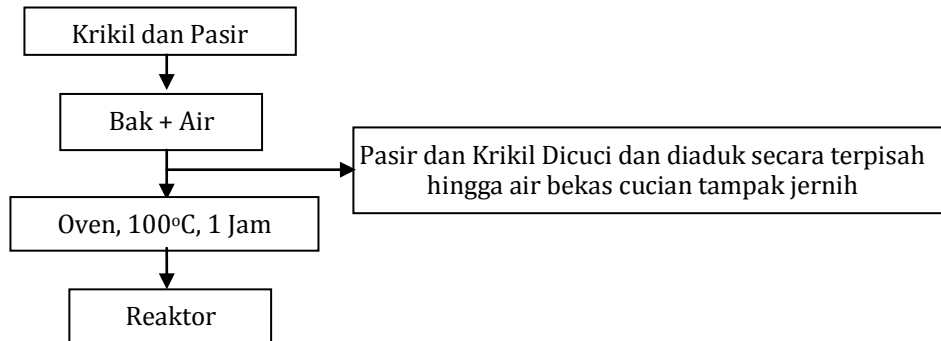 Krikil dan Pasir
Bak + Air
Pasir dan Krikil Dicuci dan diaduk secara terpisah
hingga air bekas cucian tampak jernih
Oven, 100ᵒC, 1 Jam
Reaktor